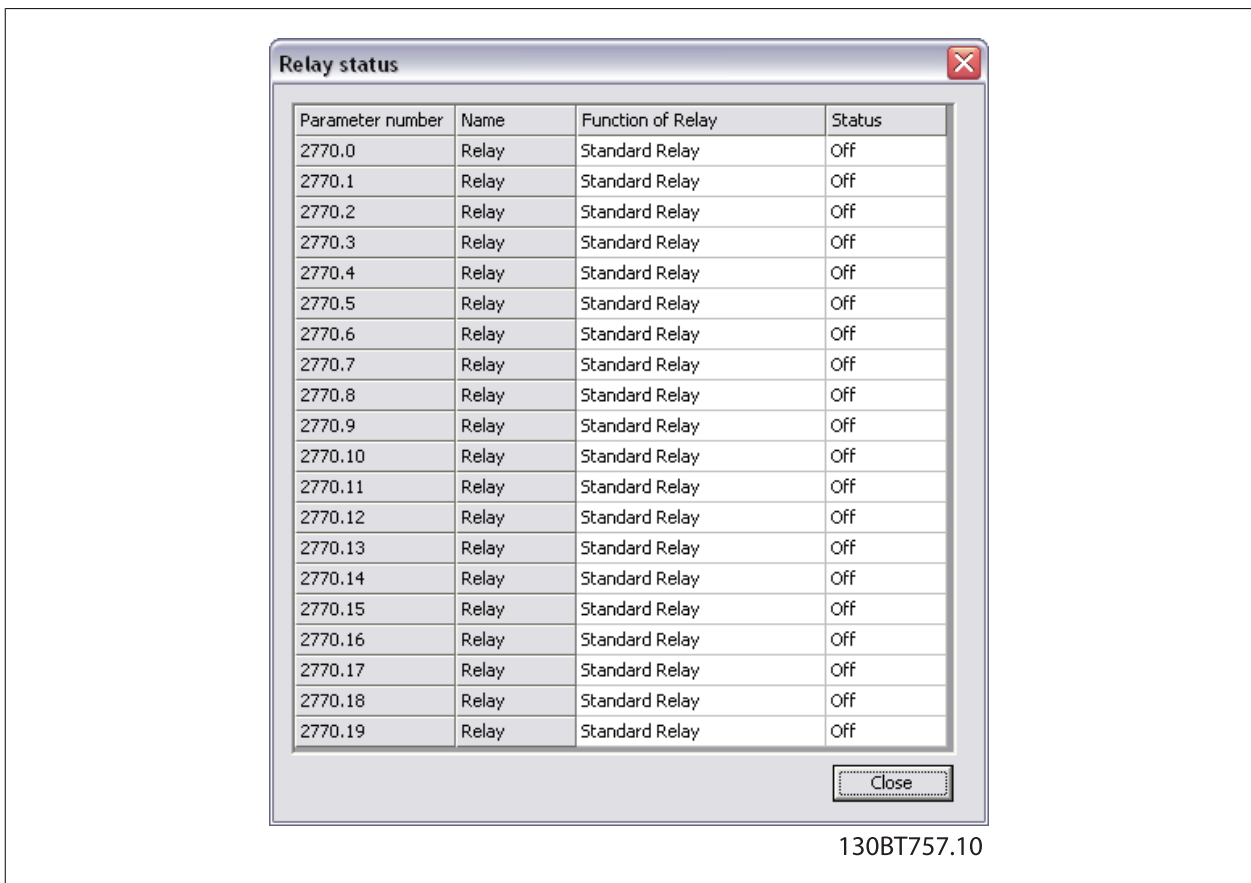 Relay status
Parameter number Name Function of Relay Status
2770.0 Relay Standard Relay Off
2770.1 Relay Standard Relay Off
2770.2 Relay Standard Relay Off
2770.3 Relay Standard Relay Off
2770.4 Relay Standard Relay Off
2770.5 Relay Standard Relay Off
2770.6 Relay Standard Relay Off
2770.7 Relay Standard Relay Off
2770.8 Relay Standard Relay Off
2770.9 Relay Standard Relay Off
2770.10 Relay Standard Relay Off
2770.11 Relay Standard Relay Off
2770.12 Relay Standard Relay Off
2770.13 Relay Standard Relay Off
2770.14 Relay Standard Relay Off
2770.15 Relay Standard Relay Off
2770.16 Relay Standard Relay Off
2770.17 Relay Standard Relay Off
2770.18 Relay Standard Relay Off
2770.19 Relay Standard Relay Off
Close
130BT757.10